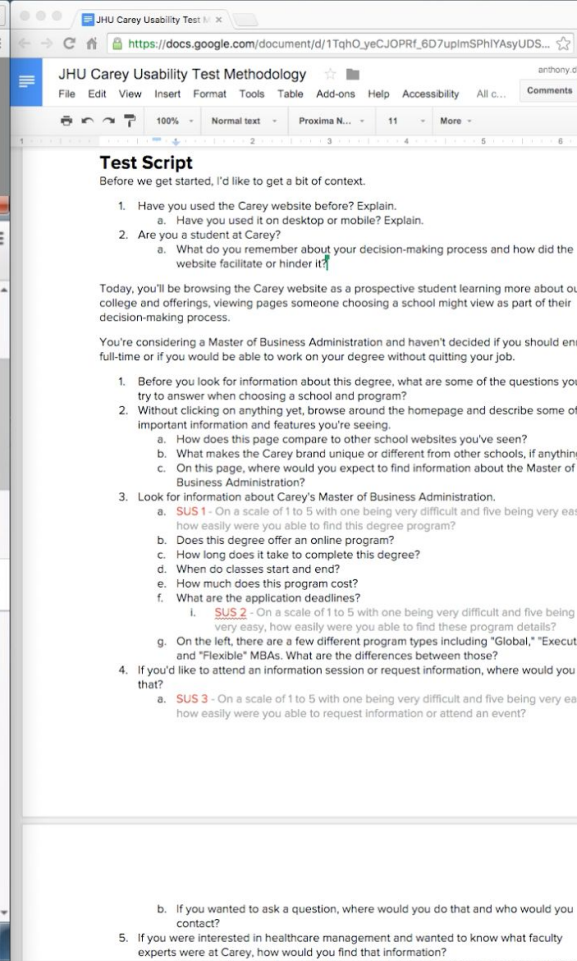 JHU Carey Usability Test M
https://docs.google.com/document/d/1TqhO_yeCJOPRf_6D7upImSPhIYAsyUDS...
JHU Carey Usability Test Methodology
anthony.d
File Edit View Insert Format Tools Table Add-ons Help Accessibility All c...
Comments
100% Normal text Proxima N... 11 More
1 1 2 3 4 5 6
Test Script
Before we get started, I'd like to get a bit of context.
1. Have you used the Carey website before? Explain.
a. Have you used it on desktop or mobile? Explain.
2. Are you a student at Carey?
a. What do you remember about your decision-making process and how did the
website facilitate or hinder it?
Today, you'll be browsing the Carey website as a prospective student learning more about ou
college and offerings, viewing pages someone choosing a school might view as part of their
decision-making process.
You're considering a Master of Business Administration and haven't decided if you should en
full-time or if you would be able to work on your degree without quitting your job.
1. Before you look for information about this degree, what are some of the questions you
try to answer when choosing a school and program?
2. Without clicking on anything yet, browse around the homepage and describe some of
important information and features you're seeing.
a. How does this page compare to other school websites you've seen?
b. What makes the Carey brand unique or different from other schools, if anything
c. On this page, where would you expect to find information about the Master of
Business Administration?
3. Look for information about Carey's Master of Business Administration.
a. SUS 1 - On a scale of 1 to 5 with one being very difficult and five being very eas
how easily were you able to find this degree program?
b. Does this degree offer an online program?
c. How long does it take to complete this degree?
d. When do classes start and end?
e. How much does this program cost?
f. What are the application deadlines?
i. SUS 2 - On a scale of 1 to 5 with one being very difficult and five being
very easy, how easily were you able to find these program details?
g. On the left, there are a few different program types including "Global," "Execut
and "Flexible" MBAs. What are the differences between those?
4. If you'd like to attend an information session or request information, where would you
that?
a. SUS 3 - On a scale of 1 to 5 with one being very difficult and five being very ea
how easily were you able to request information or attend an event?
b. If you wanted to ask a question, where would you do that and who would you
contact?
5. If you were interested in healthcare management and wanted to know what faculty
experts were at Carey, how would you find that information?